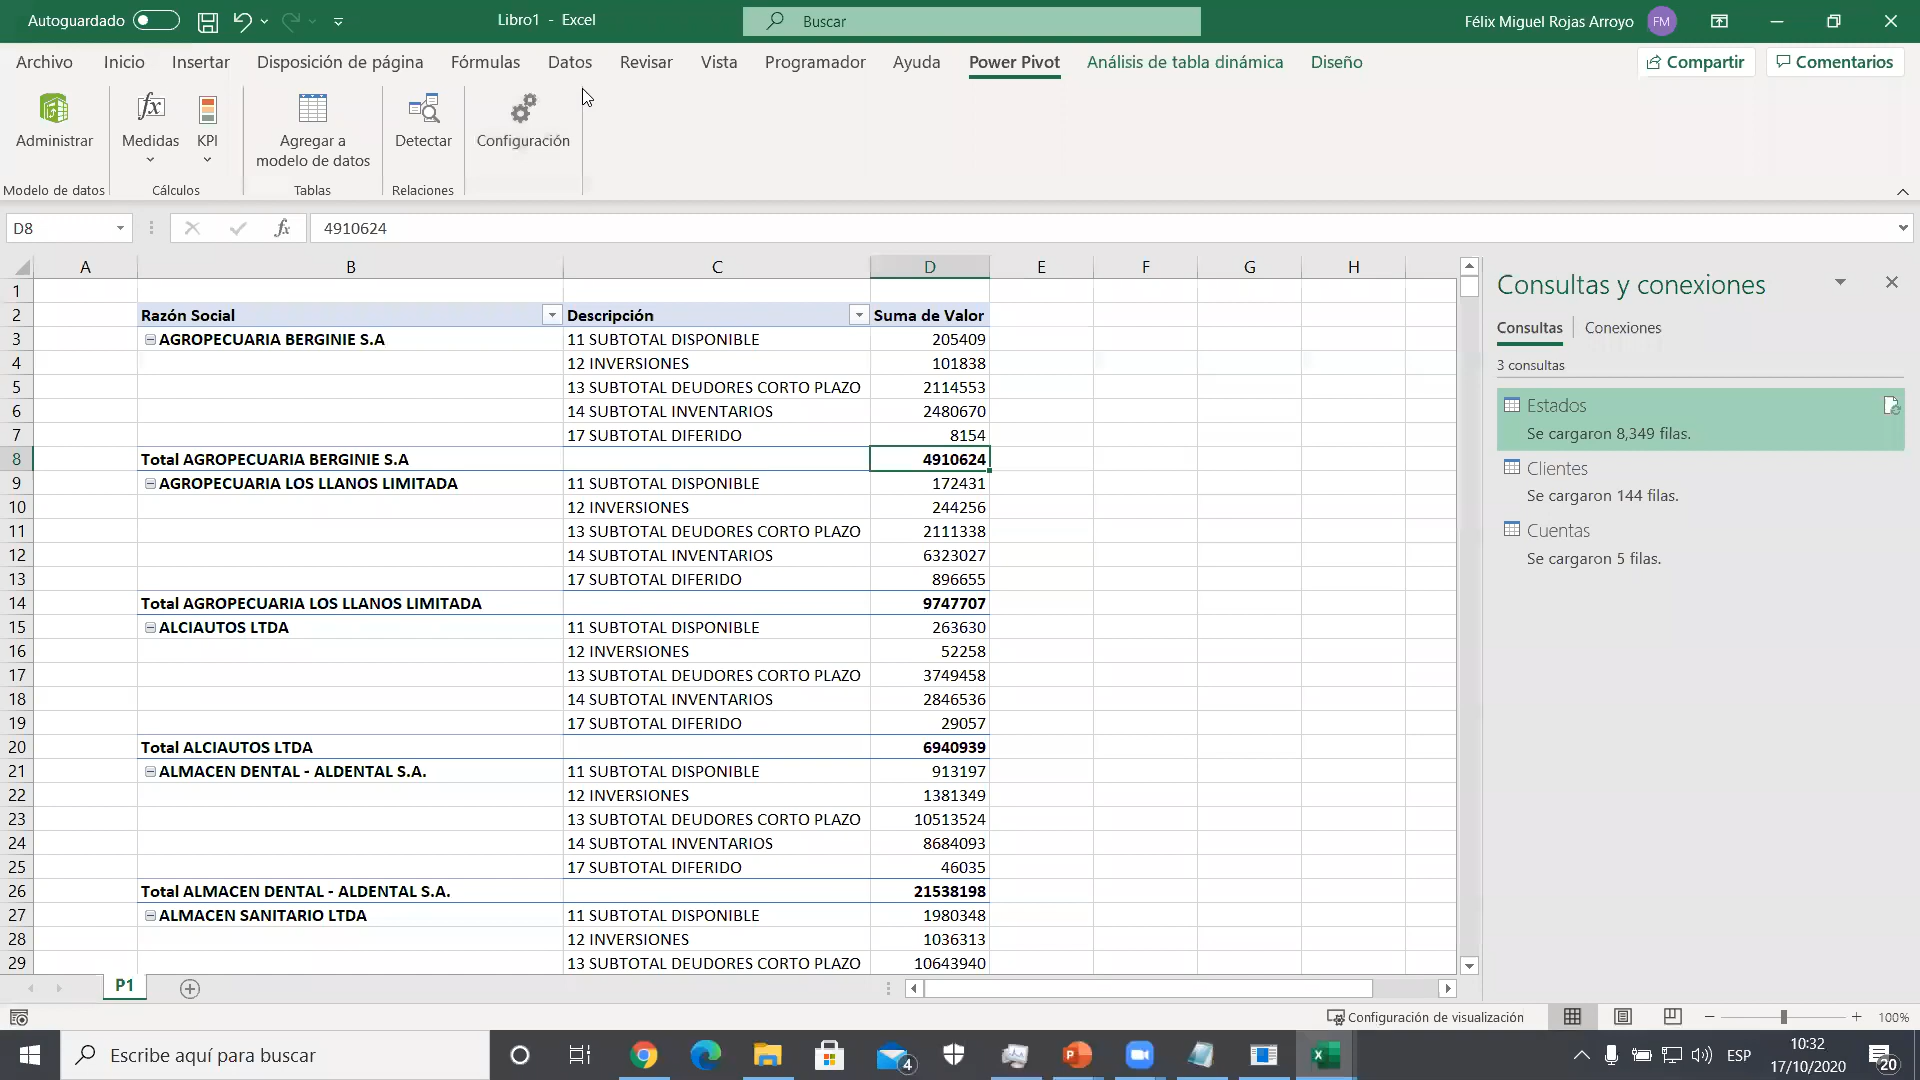 Autoguardado
Libro1 - Excel
Buscar
Félix Miguel Rojas Arroyo
FM
Archivo Inicio Insertar Disposición de página Fórmulas Datos Revisar Vista Programador Ayuda Power Pivot Análisis de tabla dinámica Diseño
Compartir
Comentarios
Administrar
Medidas
KPI
Agregar a
modelo de datos
Detectar
Configuración
Modelo de datos
Cálculos
Tablas
Relaciones
D8
fx
4910624
A B C D E F G H
1
2 Razón Social Descripción Suma de Valor
3 AGROPECUARIA BERGINIE S.A 11 SUBTOTAL DISPONIBLE 205409
4 12 INVERSIONES 101838
5 13 SUBTOTAL DEUDORES CORTO PLAZO 2114553
6 14 SUBTOTAL INVENTARIOS 2480670
7 17 SUBTOTAL DIFERIDO 8154
8 Total AGROPECUARIA BERGINIE S.A 4910624
9 AGROPECUARIA LOS LLANOS LIMITADA 11 SUBTOTAL DISPONIBLE 172431
10 12 INVERSIONES 244256
11 13 SUBTOTAL DEUDORES CORTO PLAZO 2111338
12 14 SUBTOTAL INVENTARIOS 6323027
13 17 SUBTOTAL DIFERIDO 896655
14 Total AGROPECUARIA LOS LLANOS LIMITADA 9747707
15 ALCIAUTOS LTDA 11 SUBTOTAL DISPONIBLE 263630
16 12 INVERSIONES 52258
17 13 SUBTOTAL DEUDORES CORTO PLAZO 3749458
18 14 SUBTOTAL INVENTARIOS 2846536
19 17 SUBTOTAL DIFERIDO 29057
20 Total ALCIAUTOS LTDA 6940939
21 ALMACEN DENTAL - ALDENTAL S.A. 11 SUBTOTAL DISPONIBLE 913197
22 12 INVERSIONES 1381349
23 13 SUBTOTAL DEUDORES CORTO PLAZO 10513524
24 14 SUBTOTAL INVENTARIOS 8684093
25 17 SUBTOTAL DIFERIDO 46035
26 Total ALMACEN DENTAL - ALDENTAL S.A. 21538198
27 ALMACEN SANITARIO LTDA 11 SUBTOTAL DISPONIBLE 1980348
28 12 INVERSIONES 1036313
29 13 SUBTOTAL DEUDORES CORTO PLAZO 10643940
Consultas y conexiones
Consultas Conexiones
3 consultas
Estados
Se cargaron 8,349 filas.
Clientes
Se cargaron 144 filas.
Cuentas
Se cargaron 5 filas.
P1
Configuración de visualización
100%
Escribe aquí para buscar
4
ESP
10:32
17/10/2020
20